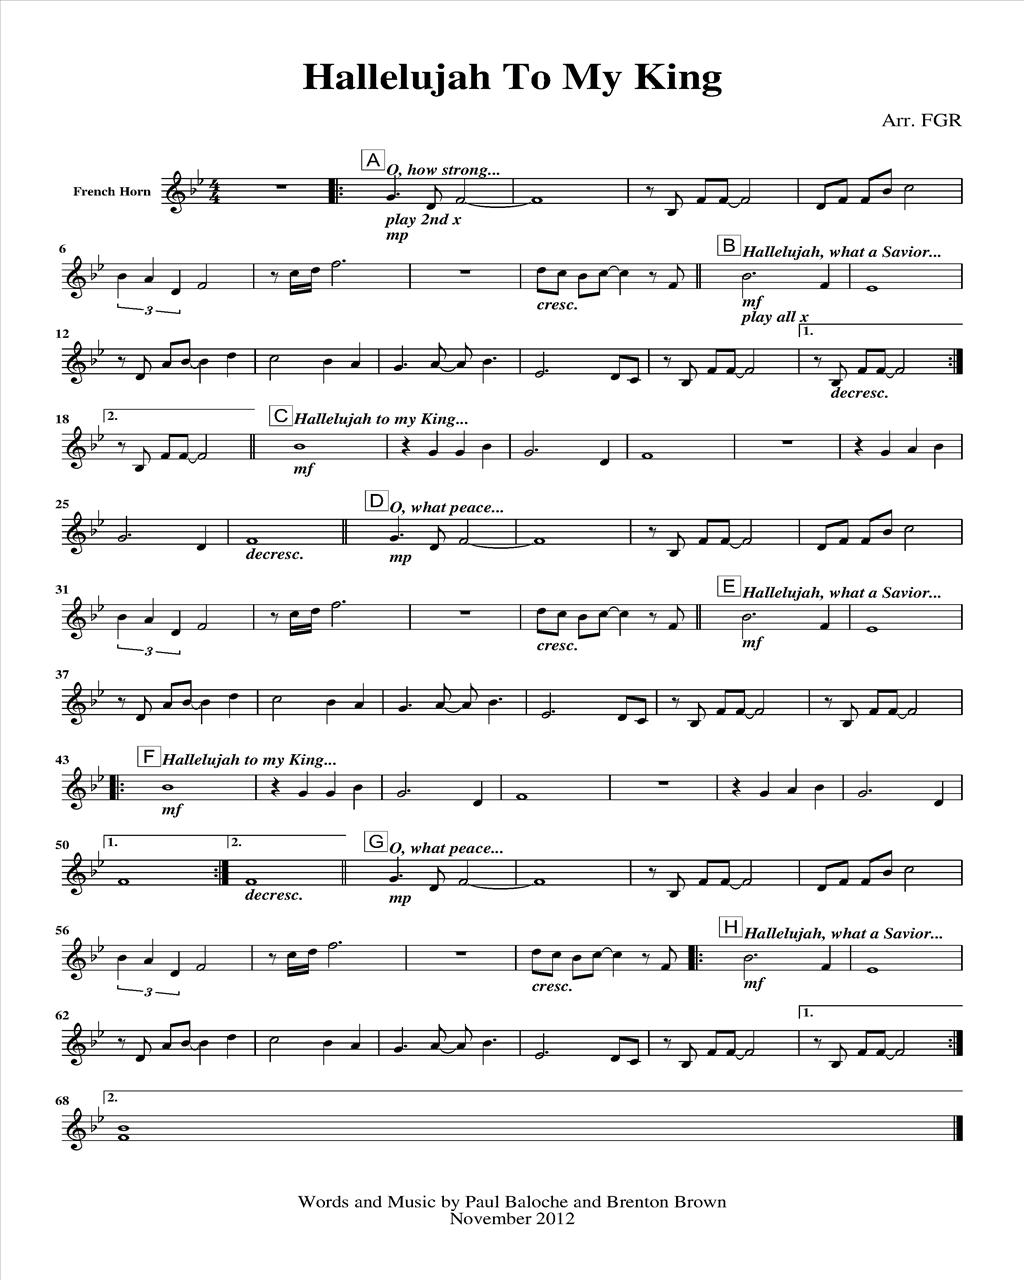 Hallelujah To My King
Arr. FGR
French Horn
A
O, how strong...
play 2nd x
mp
6
3
cresc.
B
Hallelujah, what a Savior...
mf
play all x
12
1.
decresc.
18
2.
C
Hallelujah to my King...
mf
25
decresc.
D
O, what peace...
mp
31
3
cresc.
E
Hallelujah, what a Savior...
mf
37
43
F
Hallelujah to my King...
mf
50
1.
2.
decresc.
G
O, what peace...
mp
56
3
cresc.
H
Hallelujah, what a Savior...
mf
62
1.
68
2.
Words and Music by Paul Baloche and Brenton Brown
November 2012